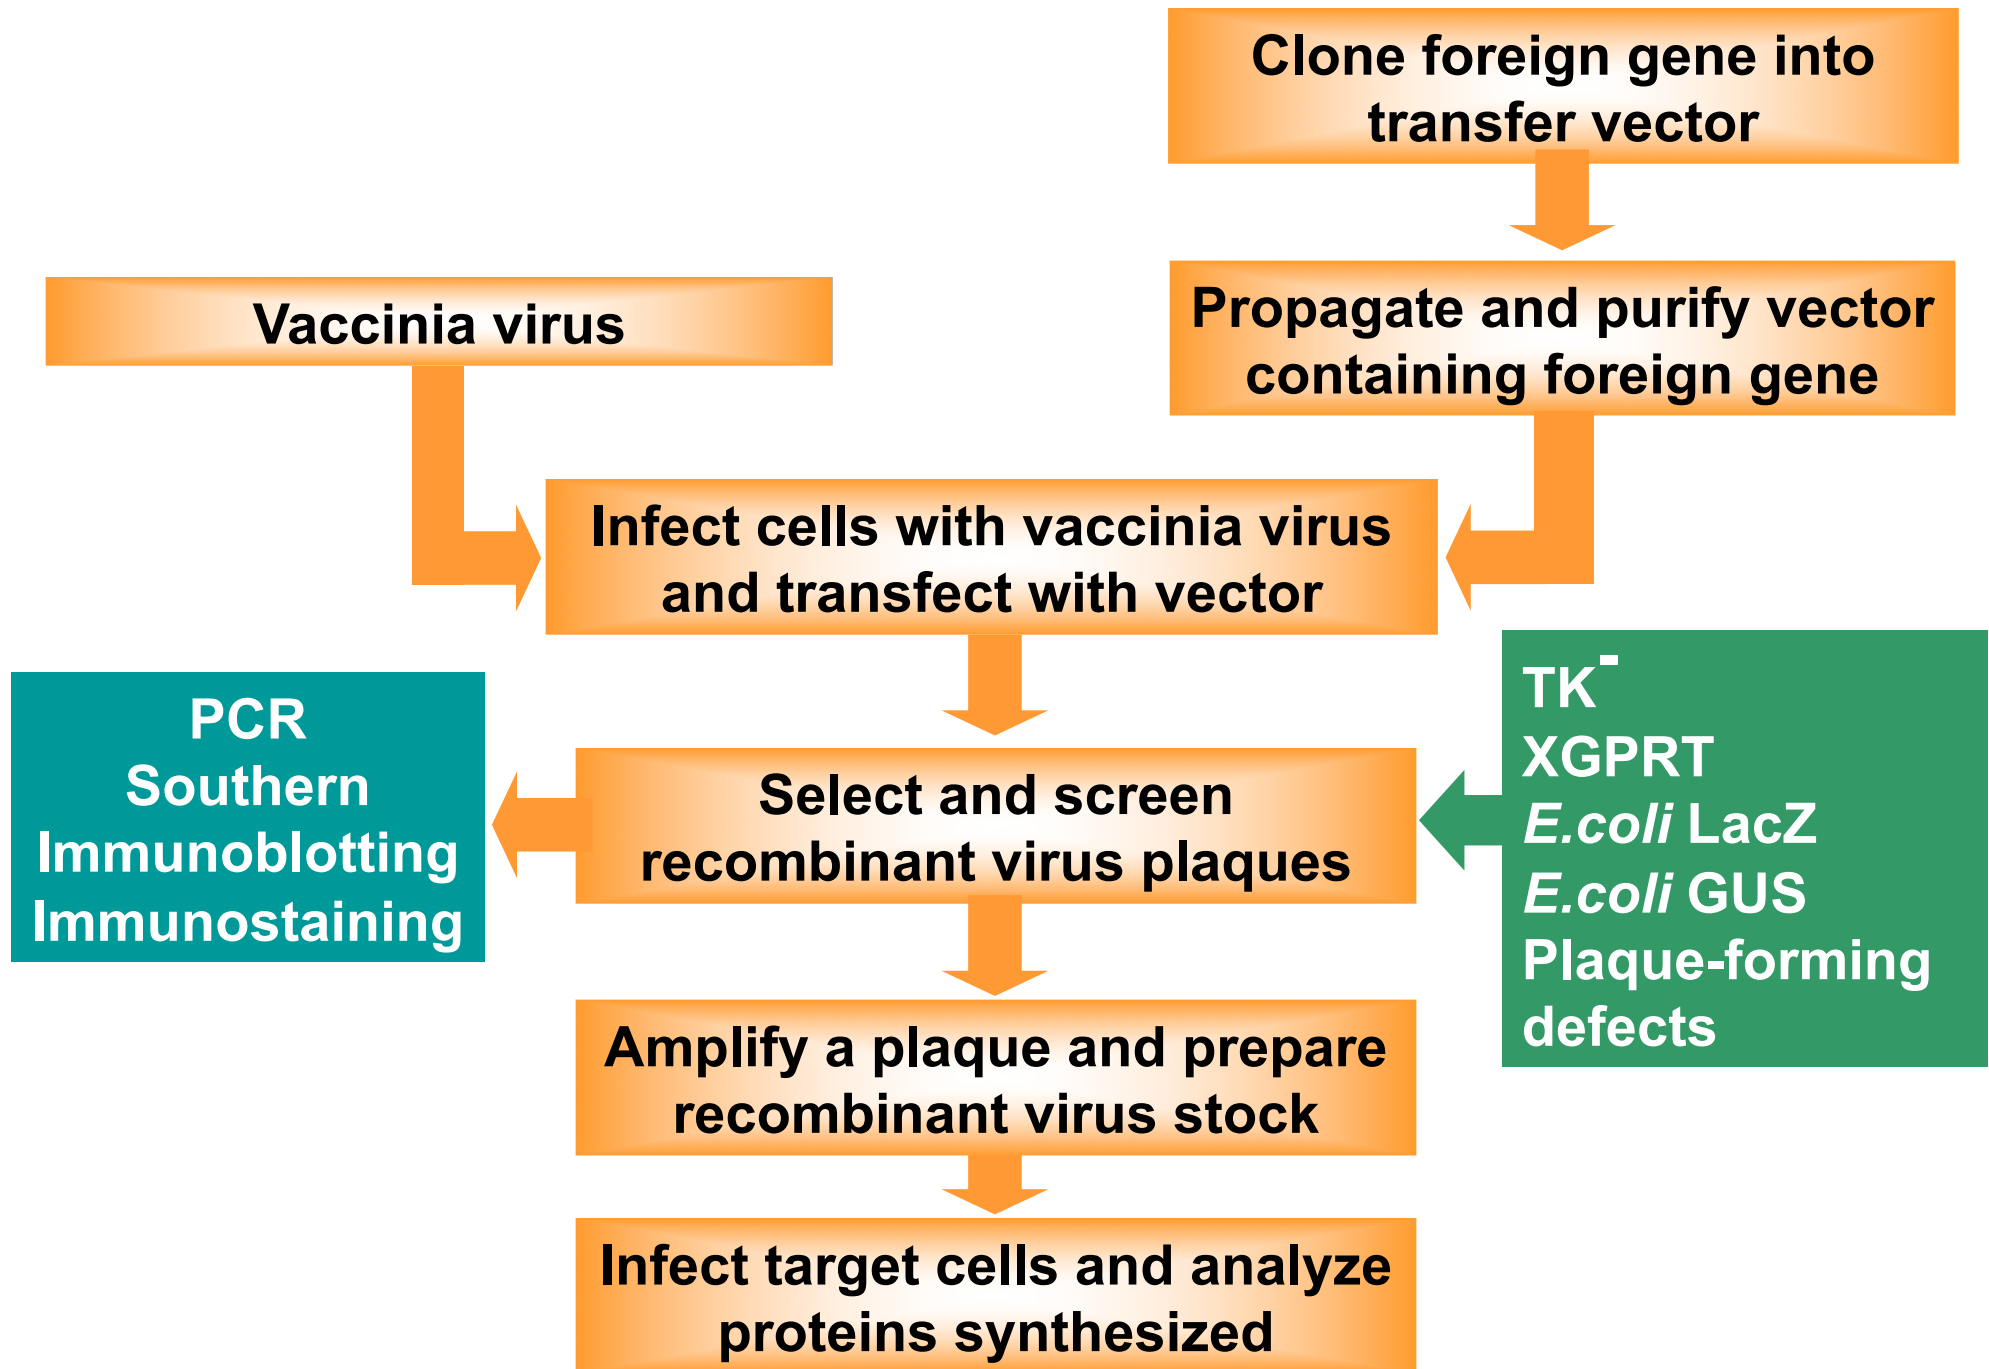 Clone foreign gene into
transfer vector
Vaccinia virus
Propagate and purify vector
containing foreign gene
Infect cells with vaccinia virus
and transfect with vector
PCR
Southern
Immunoblotting
Immunostaining
Select and screen
recombinant virus plaques
TK⁻
XGPRT
E.coli LacZ
E.coli GUS
Plaque-forming
defects
Amplify a plaque and prepare
recombinant virus stock
Infect target cells and analyze
proteins synthesized